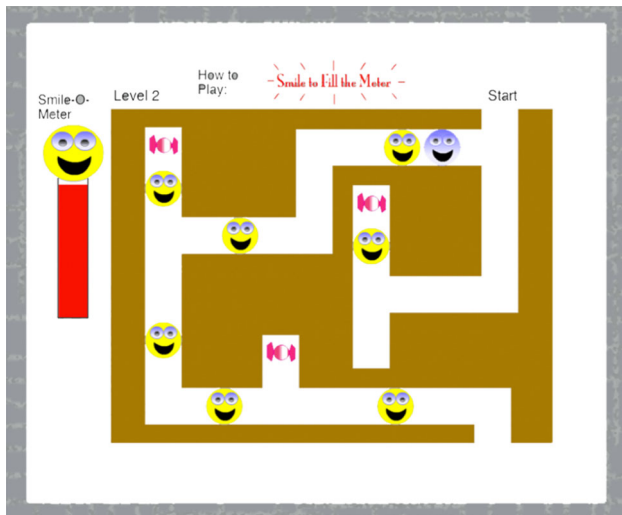 How to
Play:
Smile to Fill the Meter
Smile-O-
Meter
Level 2
Start